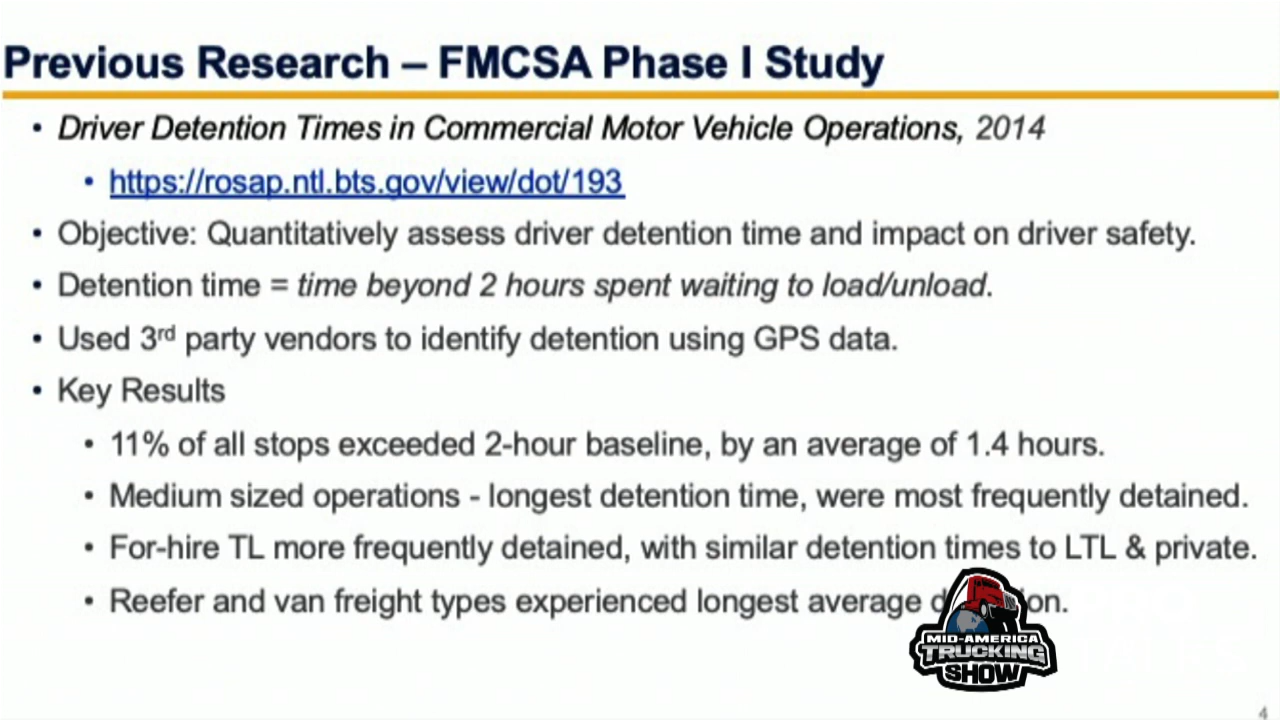 Previous Research – FMCSA Phase I Study
• Driver Detention Times in Commercial Motor Vehicle Operations, 2014
• https://rosap.ntl.bts.gov/view/dot/193
• Objective: Quantitatively assess driver detention time and impact on driver safety.
• Detention time = time beyond 2 hours spent waiting to load/unload.
• Used 3rd party vendors to identify detention using GPS data.
• Key Results
• 11% of all stops exceeded 2-hour baseline, by an average of 1.4 hours.
• Medium sized operations - longest detention time, were most frequently detained.
• For-hire TL more frequently detained, with similar detention times to LTL & private.
• Reefer and van freight types experienced longest average
MID-AMERICA
TRUCKING
SHOW
4